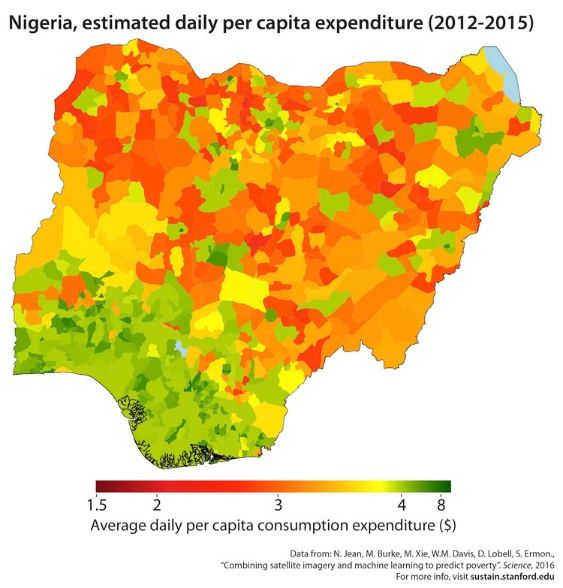 Nigeria, estimated daily per capita expenditure (2012-2015)
1.5 2 3 4 8
Average daily per capita consumption expenditure ($)
Data from: N. Jean, M. Burke, M. Xie, W.M. Davis, D. Lobell, S. Ermon.,
“Combining satellite imagery and machine learning to predict poverty”. Science, 2016
For more info, visit sustain.stanford.edu